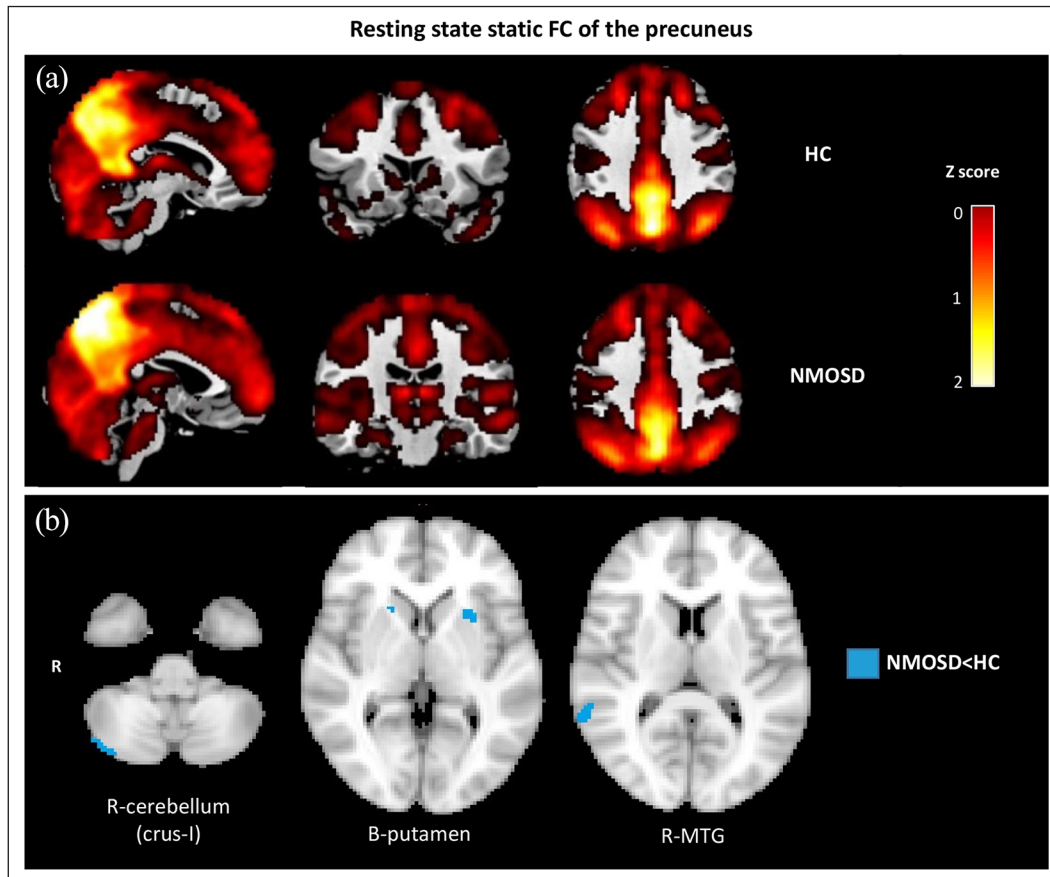 Resting state static FC of the precuneus
(a)
HC
Z score
0
1
2
NMOSD
(b)
R
NMOSD<HC
R-cerebellum
(crus-I)
B-putamen
R-MTG